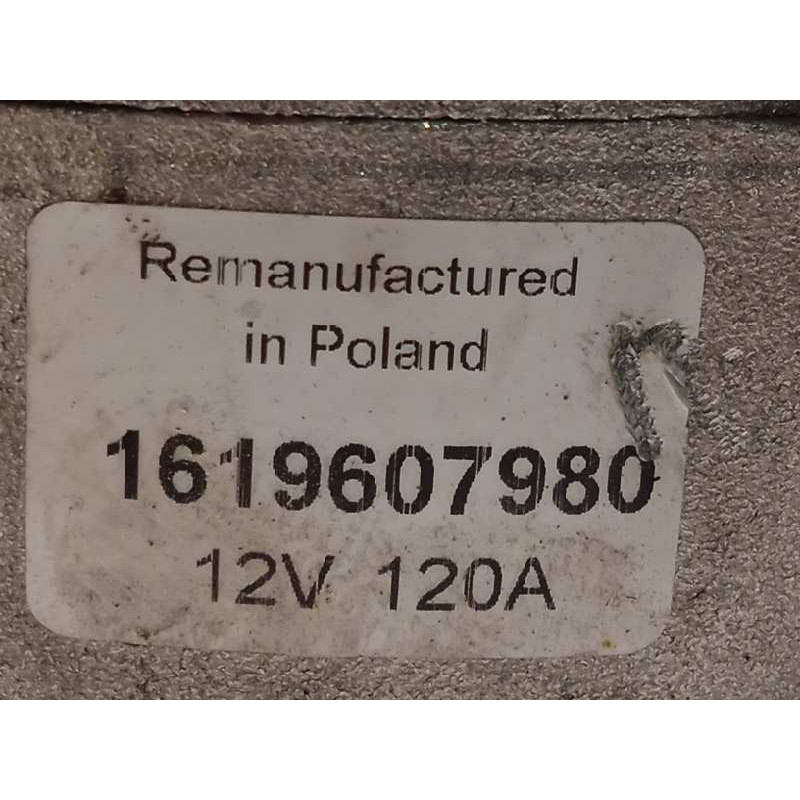 Remanufactured
in Poland
1619607980
12V 120A